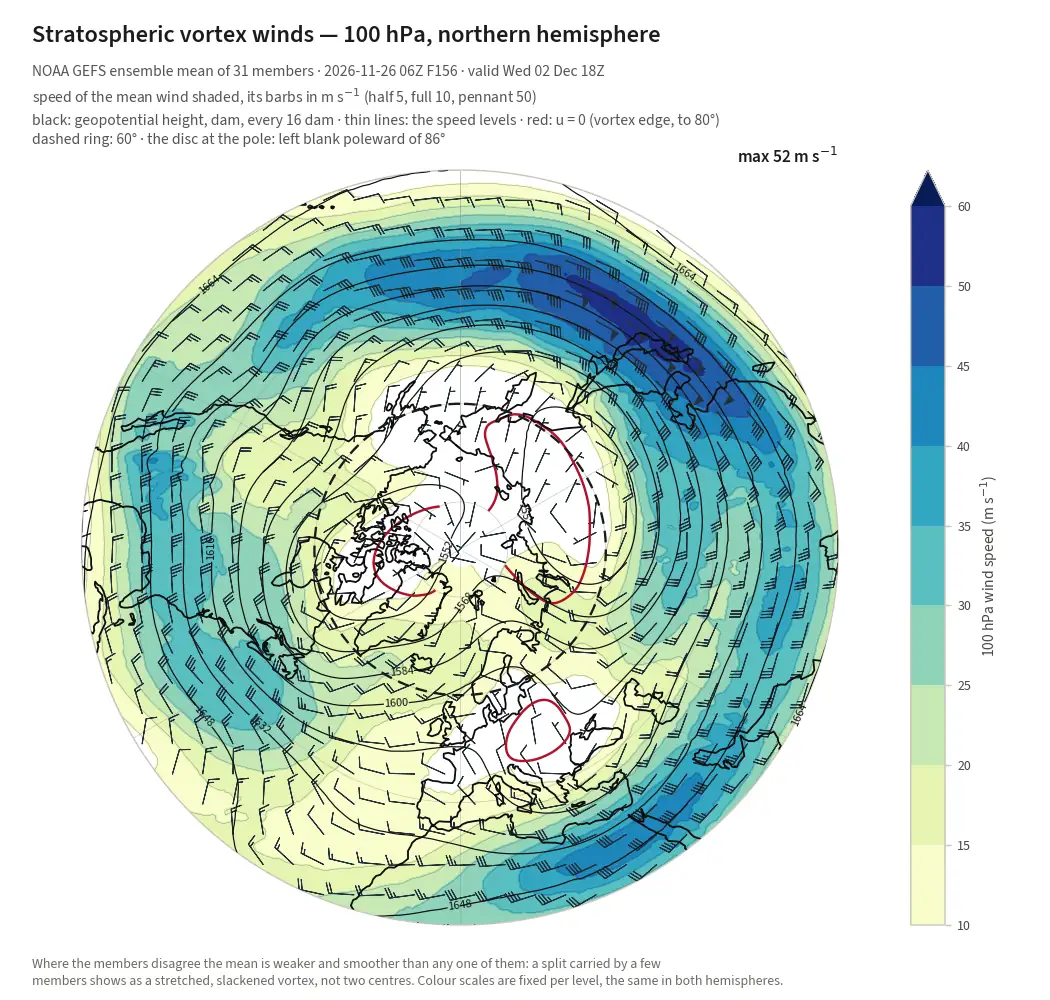 Stratospheric vortex winds — 100 hPa, northern hemisphere
NOAA GEFS ensemble mean of 31 members · 2026-11-26 06Z F156 · valid Wed 02 Dec 18Z
speed of the mean wind shaded, its barbs in m s⁻¹ (half 5, full 10, pennant 50)
black: geopotential height, dam, every 16 dam · thin lines: the speed levels · red: u = 0 (vortex edge, to 80°)
dashed ring: 60° · the disc at the pole: left blank poleward of 86°
max 52 m s⁻¹
60
50
45
40
35
30
25
20
15
10
100 hPa wind speed (m s⁻¹)
1664
1664
1616
1552
1568
1584
1600
1648
1632
1664
1648
Where the members disagree the mean is weaker and smoother than any one of them: a split carried by a few
members shows as a stretched, slackened vortex, not two centres. Colour scales are fixed per level, the same in both hemispheres.